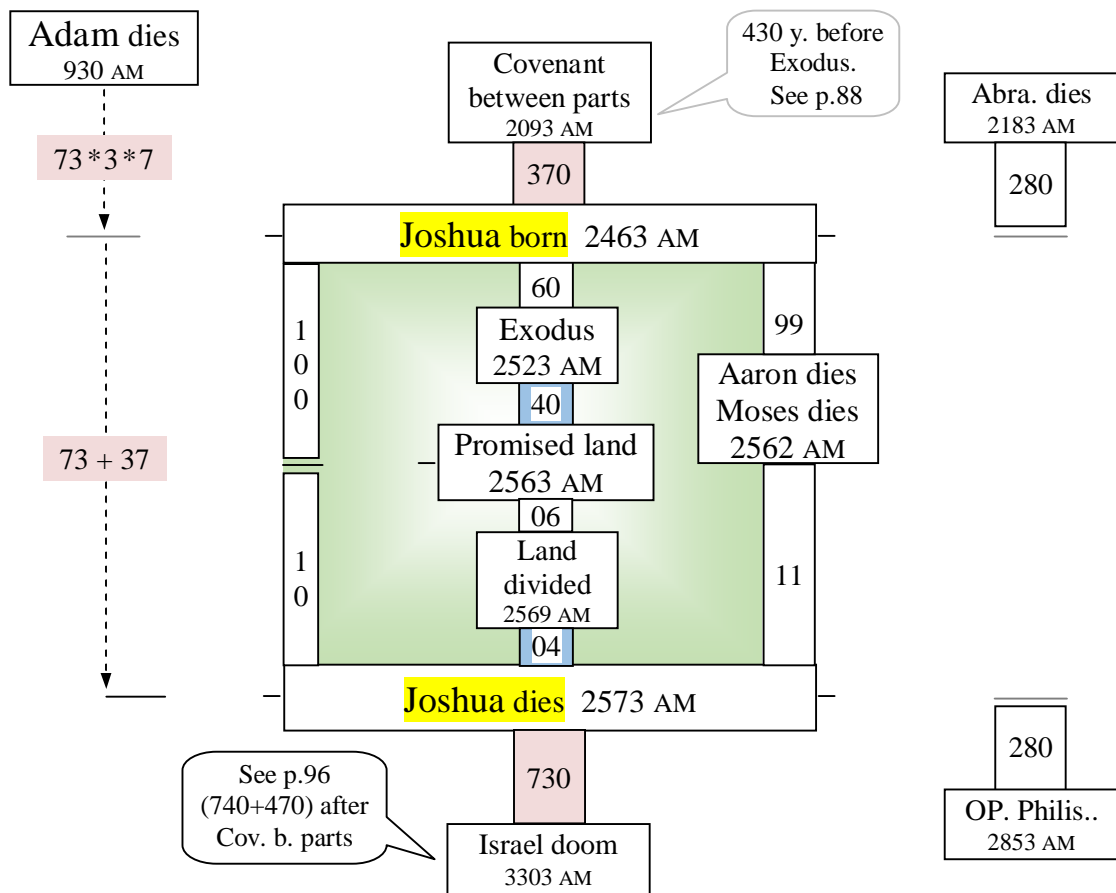 Adam dies
930 AM
73*3*7
73 + 37
Covenant
between parts
2093 AM
430 y. before
Exodus.
See p.88
Abra. dies
2183 AM
370
280
Joshua born 2463 AM
1
0
0
60
Exodus
2523 AM
40
99
Aaron dies
Moses dies
2562 AM
Promised land
2563 AM
06
1
0
Land
divided
2569 AM
04
11
Joshua dies 2573 AM
730
See p.96
(740+470) after
Cov. b. parts
Israel doom
3303 AM
280
OP. Philis..
2853 AM